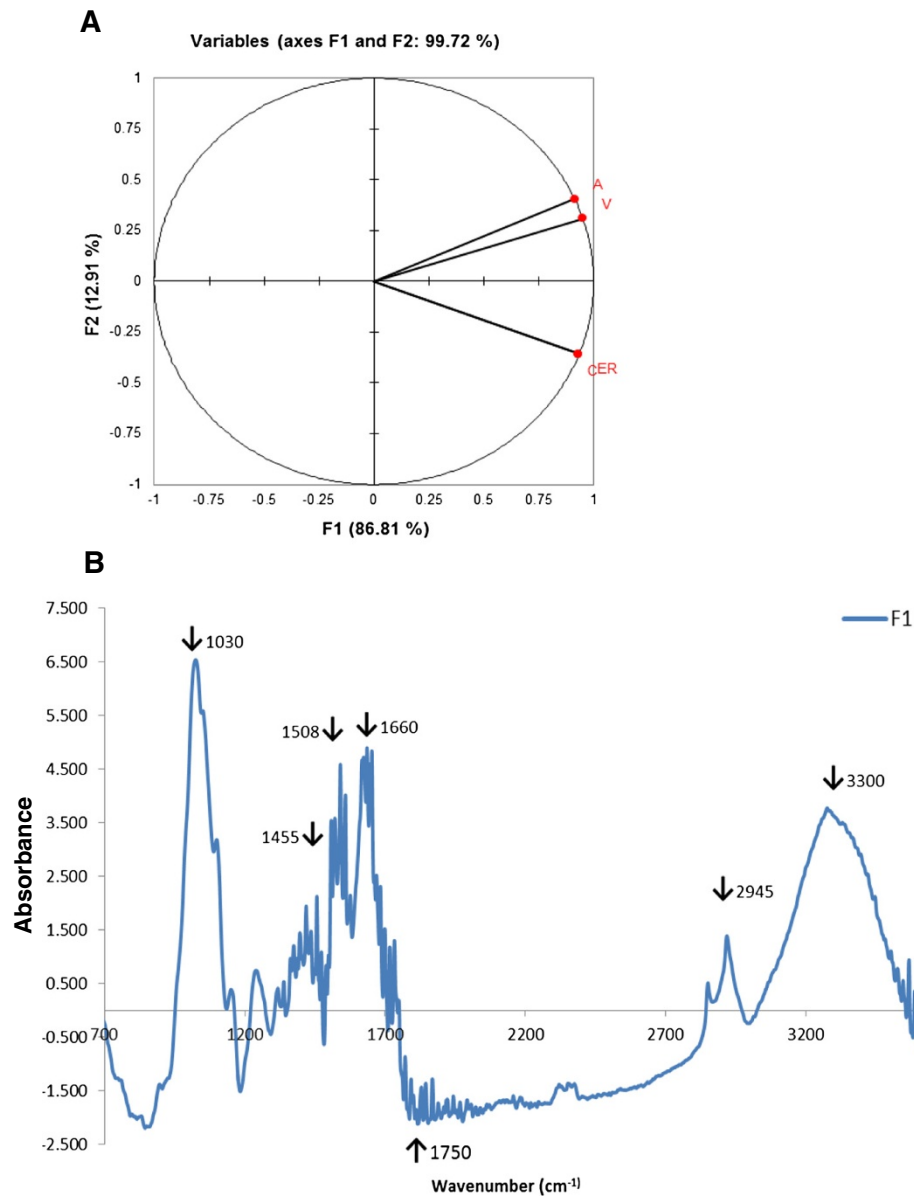 A
Variables (axes F1 and F2: 99.72 %)
1
0.75
0.5
0.25
0
-0.25
-0.5
-0.75
-1
A
V
CER
F2 (12.91 %)
-1 -0.75 -0.5 -0.25 0 0.25 0.5 0.75 1
F1 (86.81 %)
B
7.500
6.500
5.500
4.500
3.500
2.500
1.500
0.500
-0.500
-1.500
-2.500
Absorbance
F1
1030
1508
1660
1455
3300
2945
700 1200 1700 2200 2700 3200
1750
Wavenumber (cm-1)